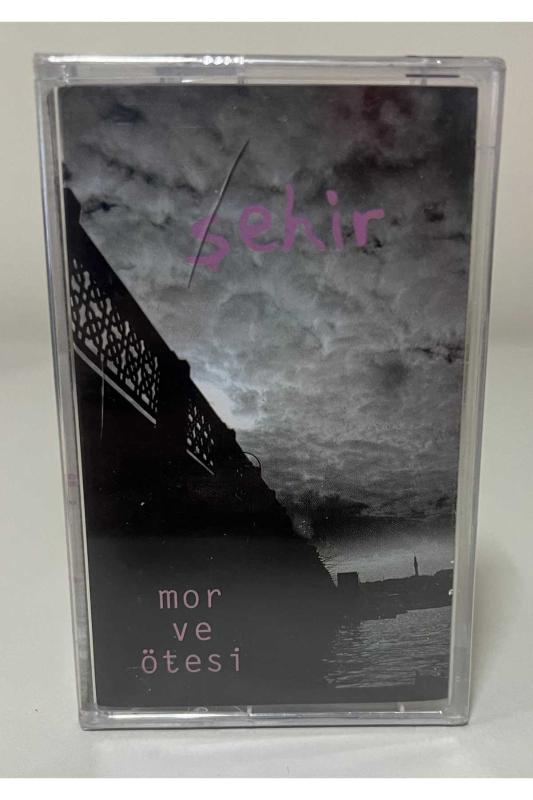 şehir
mor
ve
ötesi